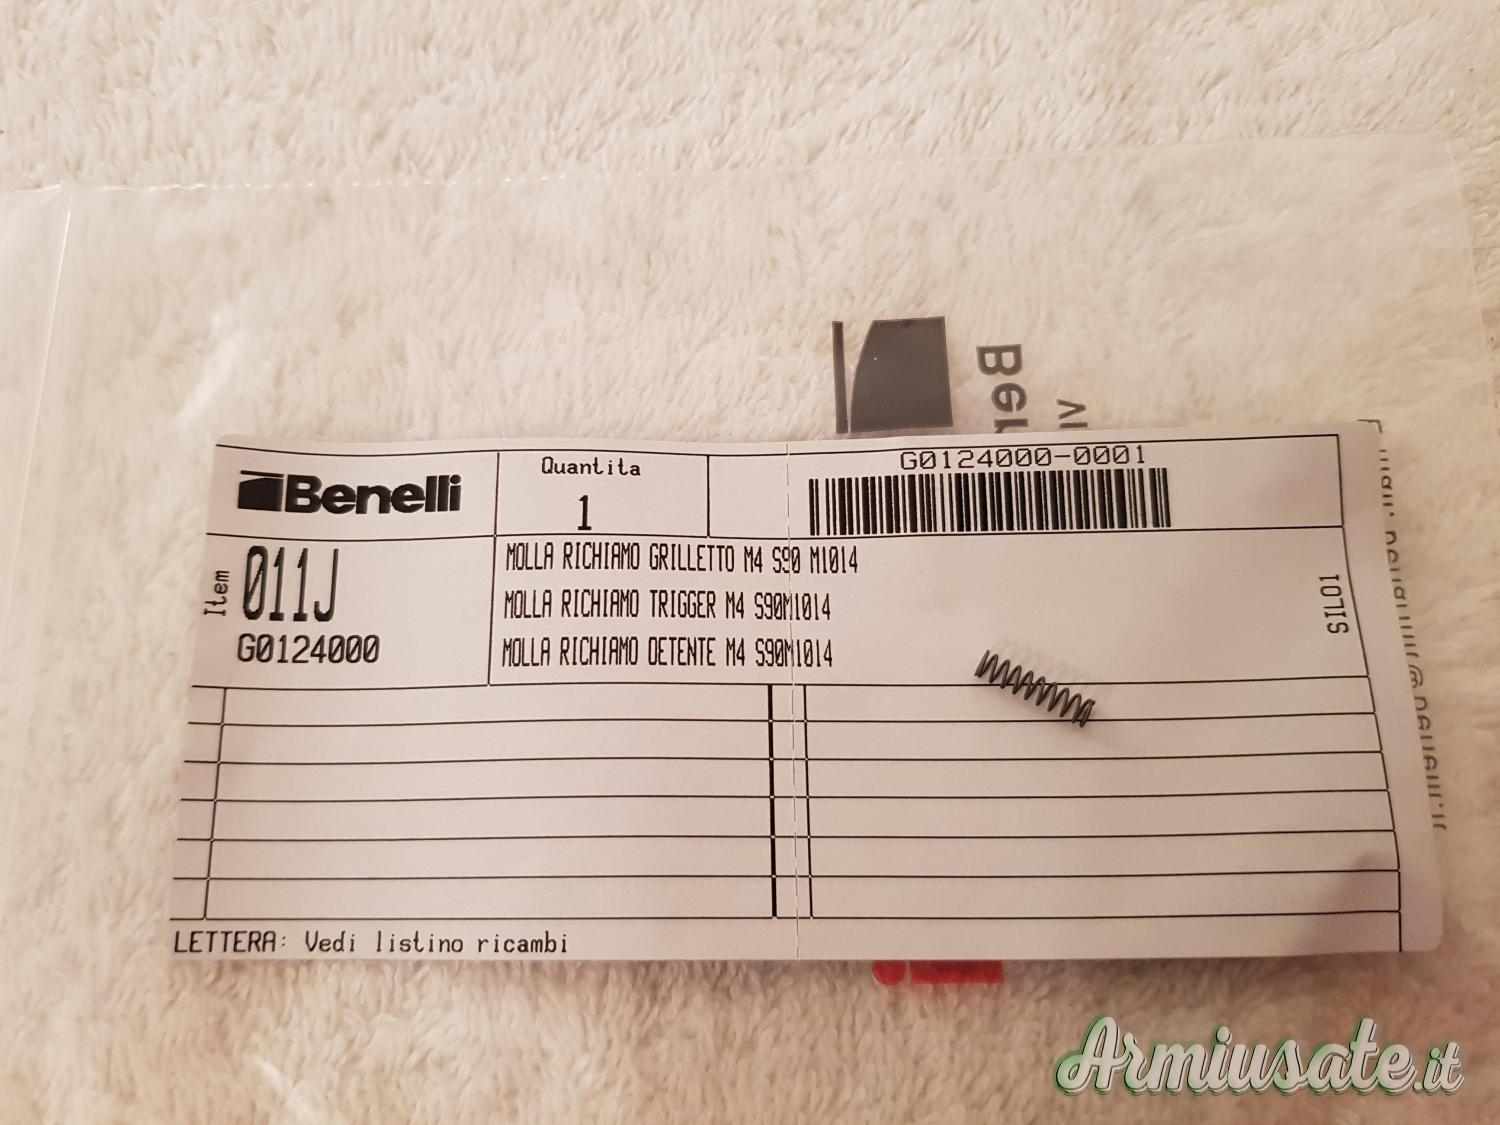 Benelli
Quantita
1
G0124000-0001
Item
011J
G0124000
MOLLA RICHIAMO GRILLETTO M4 S90 M1014
MOLLA RICHIAMO TRIGGER M4 S90M1014
MOLLA RICHIAMO DETENTE M4 S90M1014
SIL01
LETTERA: Vedi listino ricambi
Armiusate.it